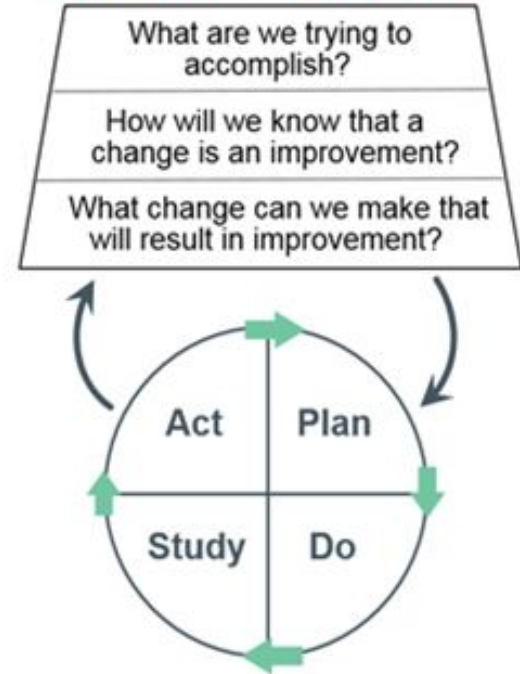 What are we trying to
accomplish?
How will we know that a
change is an improvement?
What change can we make that
will result in improvement?
Act
Plan
Study
Do